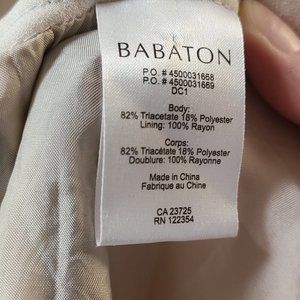 BABATON
P.O. # 4500031668
P.O. # 4500031669
DC1
Body:
82% Triacetate 18% Polyester
Lining: 100% Rayon
Corps:
82% Triacétate 18% Polyester
Doublure: 100% Rayonne
Made in China
Fabrique au Chine
CA 23725
RN 122354